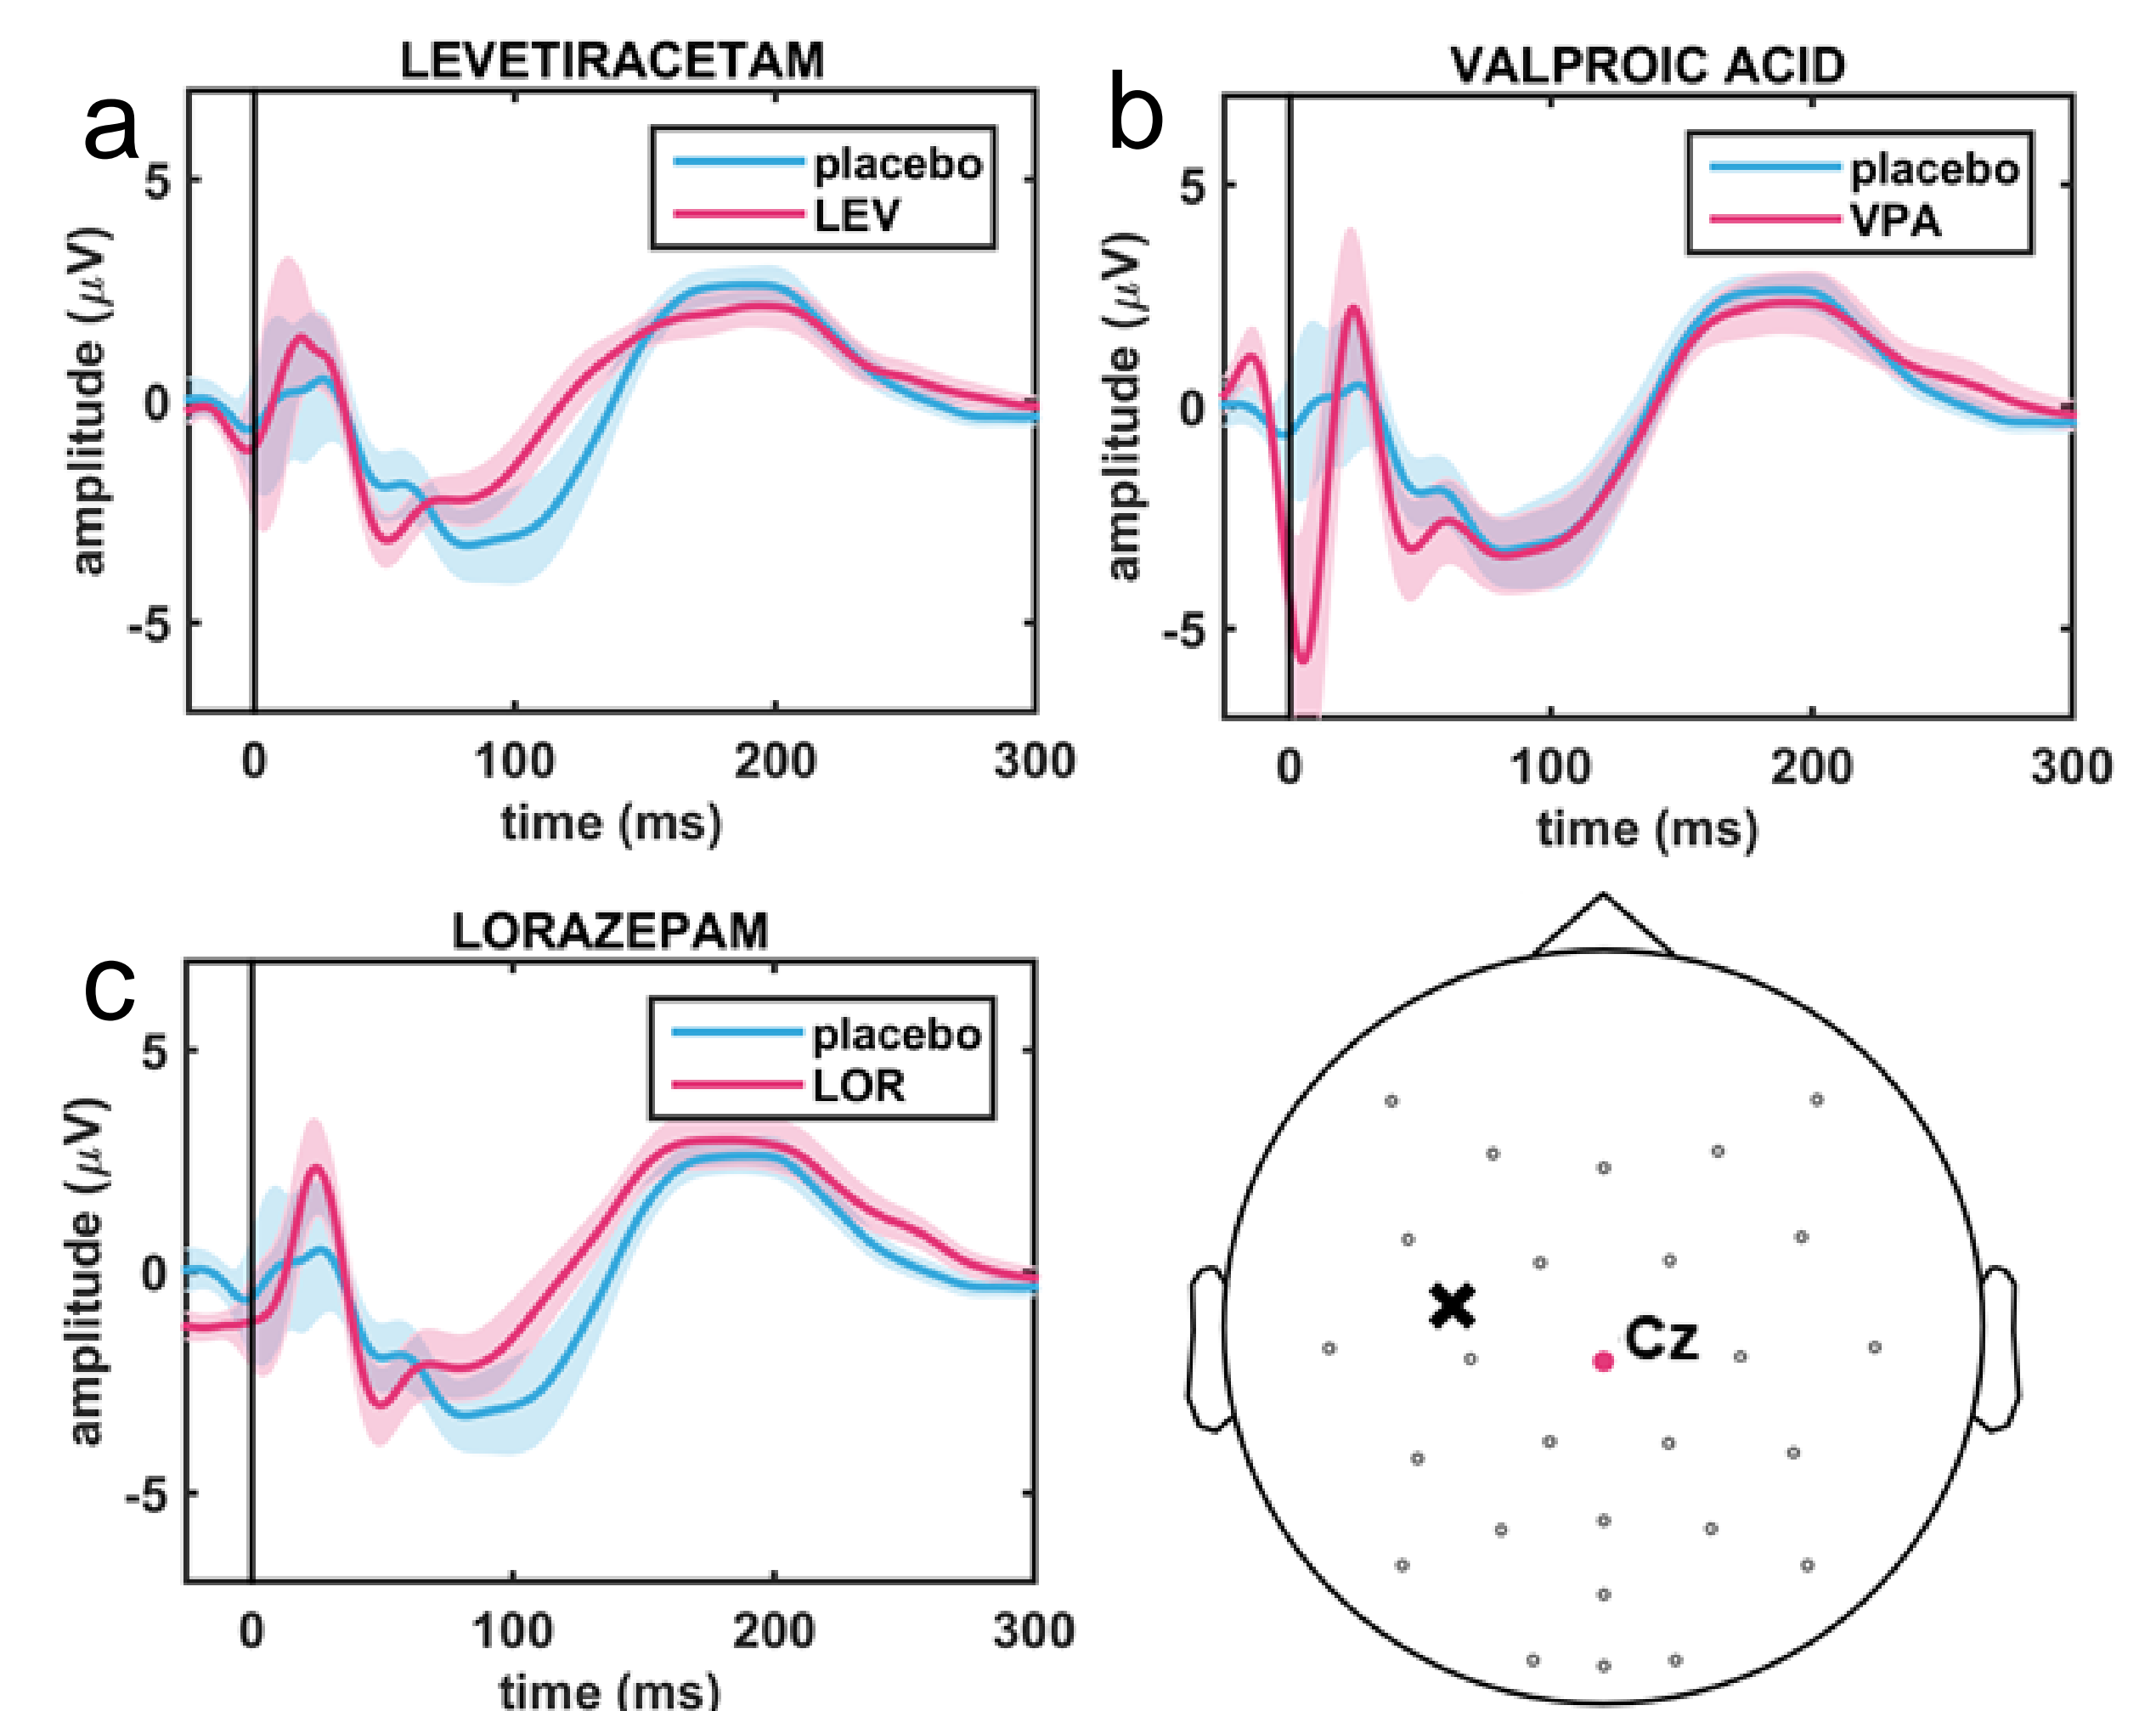 a
LEVETIRACETAM
placebo
LEV
5
0
-5
amplitude (μV)
0 100 200 300
time (ms)
b
VALPROIC ACID
placebo
VPA
5
0
-5
amplitude (μV)
0 100 200 300
time (ms)
c
LORAZEPAM
placebo
LOR
5
0
-5
amplitude (μV)
0 100 200 300
time (ms)
Cz